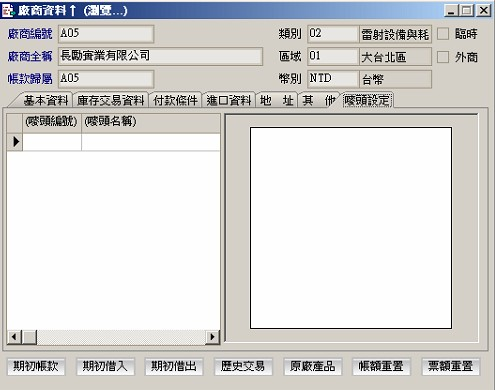 廠商資料↑ (瀏覽...)
廠商編號 A05 類別 02 雷射設備與耗 臨時
廠商全稱 長勛實業有限公司 區域 01 大台北區 外商
帳款歸屬 A05 幣別 NTD 台幣
基本資料 庫存交易資料 付款條件 進口資料 地 址 其 他 嘜頭設定
(嘜頭編號) (嘜頭名稱)
期初帳款 期初借入 期初借出 歷史交易 原廠產品 帳額重置 票額重置